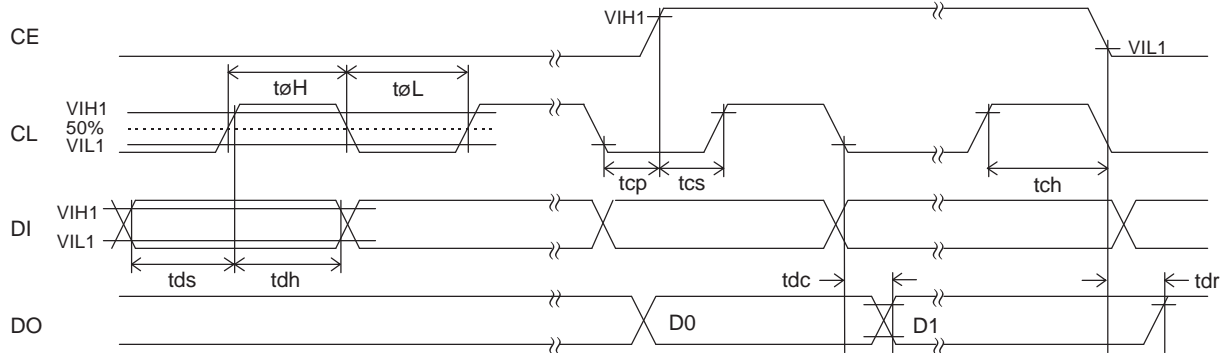 CE
VIH1
VIL1
tøH
tøL
CL
VIH1
50%
VIL1
tcp
tcs
tch
DI
VIH1
VIL1
tds
tdh
tdc
tdr
DO
D0
D1